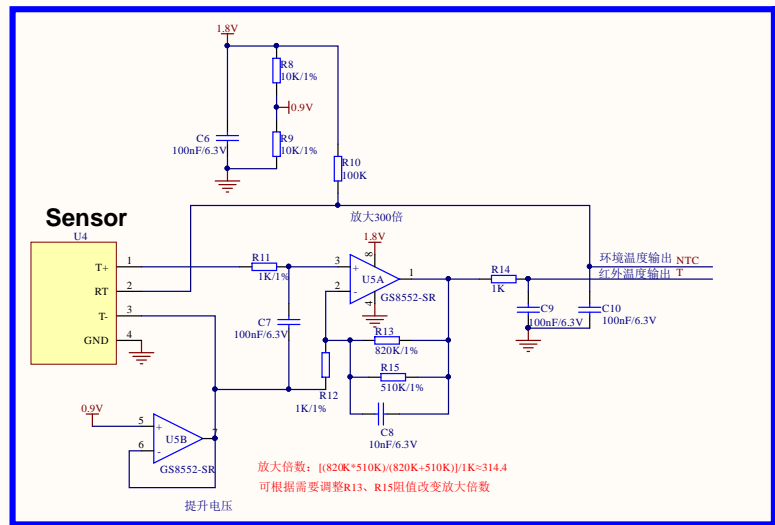 1.8V
R8
10K/1%
0.9V
C6
100nF/6.3V
R9
10K/1%
R10
100K
Sensor
U4
放大300倍
1.8V
T+ 1
RT 2
T- 3
GND 4
R11
1K/1%
3 + 8 1
2 - 4
U5A
GS8552-SR
R14
1K
环境温度输出 NTC
红外温度输出 T
C7
100nF/6.3V
C9
100nF/6.3V
C10
100nF/6.3V
R13
820K/1%
R12
1K/1%
R15
510K/1%
C8
10nF/6.3V
0.9V
5 + 7
6 -
U5B
GS8552-SR
放大倍数：[(820K*510K)/(820K+510K)]/1K≈314.4
可根据需要调整R13、R15阻值改变放大倍数
提升电压